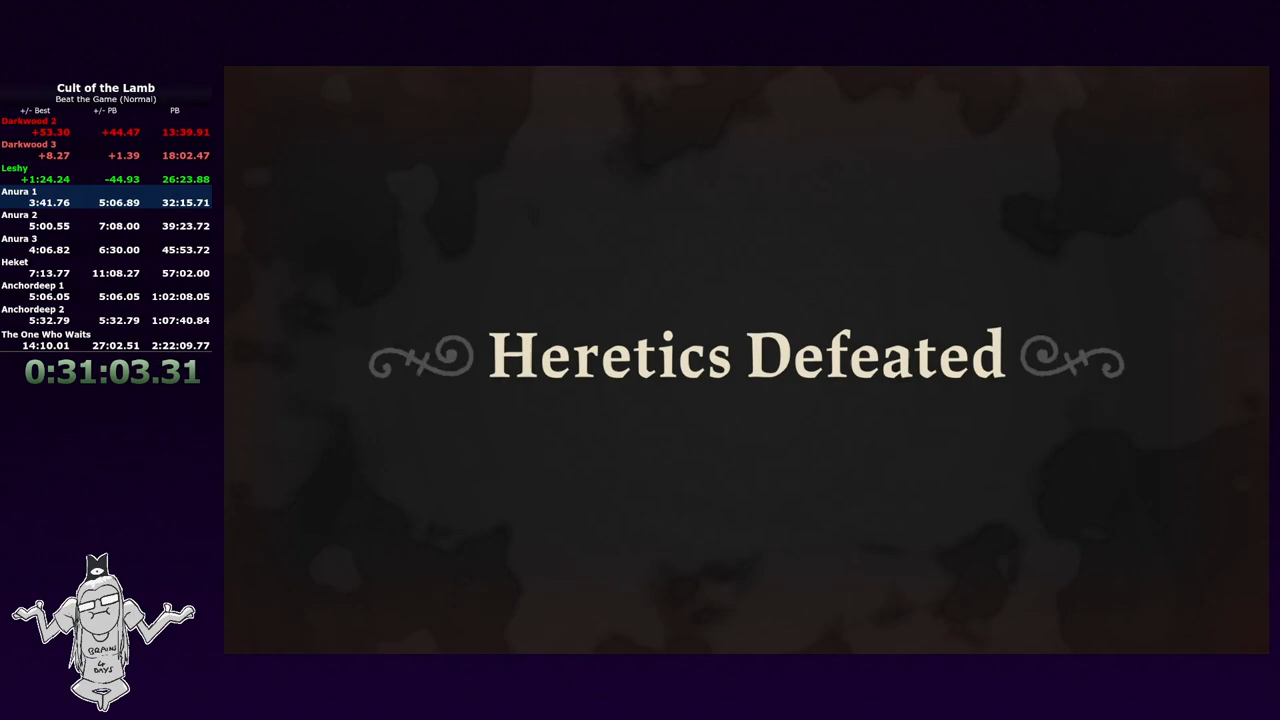 Cult of the Lamb
Beat the Game (Normal)
+/- Best +/- PB PB
Darkwood 2
+53.30 +44.47 13:39.91
Darkwood 3
+8.27 +1.39 18:02.47
Leshy
+1:24.24 -44.93 26:23.88
Anura 1
3:41.76 5:06.89 32:15.71
Anura 2
5:00.55 7:08.00 39:23.72
Anura 3
4:06.82 6:30.00 45:53.72
Heket
7:13.77 11:08.27 57:02.00
Anchordeep 1
5:06.05 5:06.05 1:02:08.05
Anchordeep 2
5:32.79 5:32.79 1:07:40.84
The One Who Waits
14:10.01 27:02.51 2:22:09.77
0:31:03.31
Heretics Defeated
BRAINS
4
DAYS